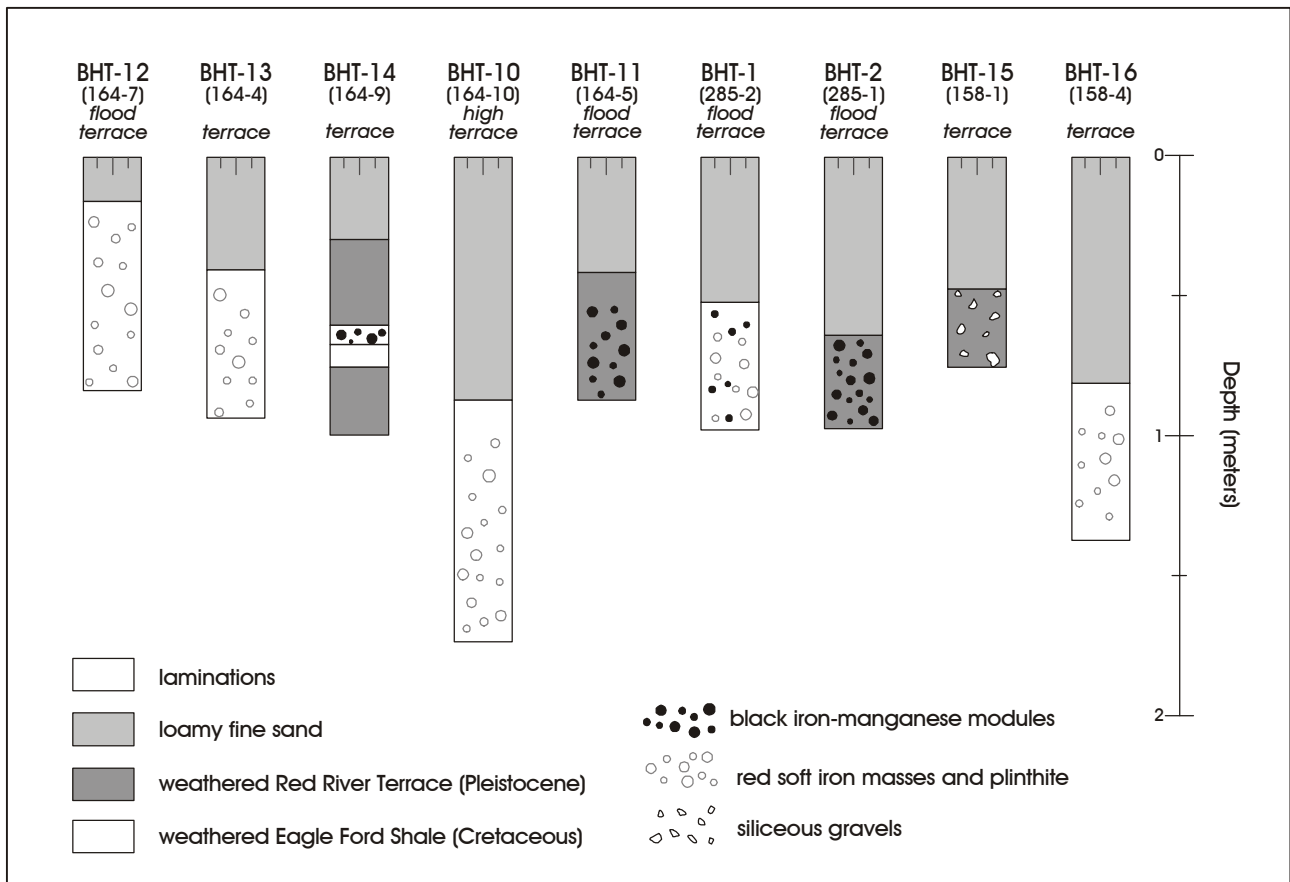 BHT-12
(164-7)
flood
terrace
BHT-13
(164-4)
terrace
BHT-14
(164-9)
terrace
BHT-10
(164-10)
high
terrace
BHT-11
(164-5)
flood
terrace
BHT-1
(285-2)
flood
terrace
BHT-2
(285-1)
flood
terrace
BHT-15
(158-1)
terrace
BHT-16
(158-4)
terrace
0
1
2
Depth (meters)
laminations
loamy fine sand
weathered Red River Terrace (Pleistocene)
weathered Eagle Ford Shale (Cretaceous)
black iron-manganese modules
red soft iron masses and plinthite
siliceous gravels